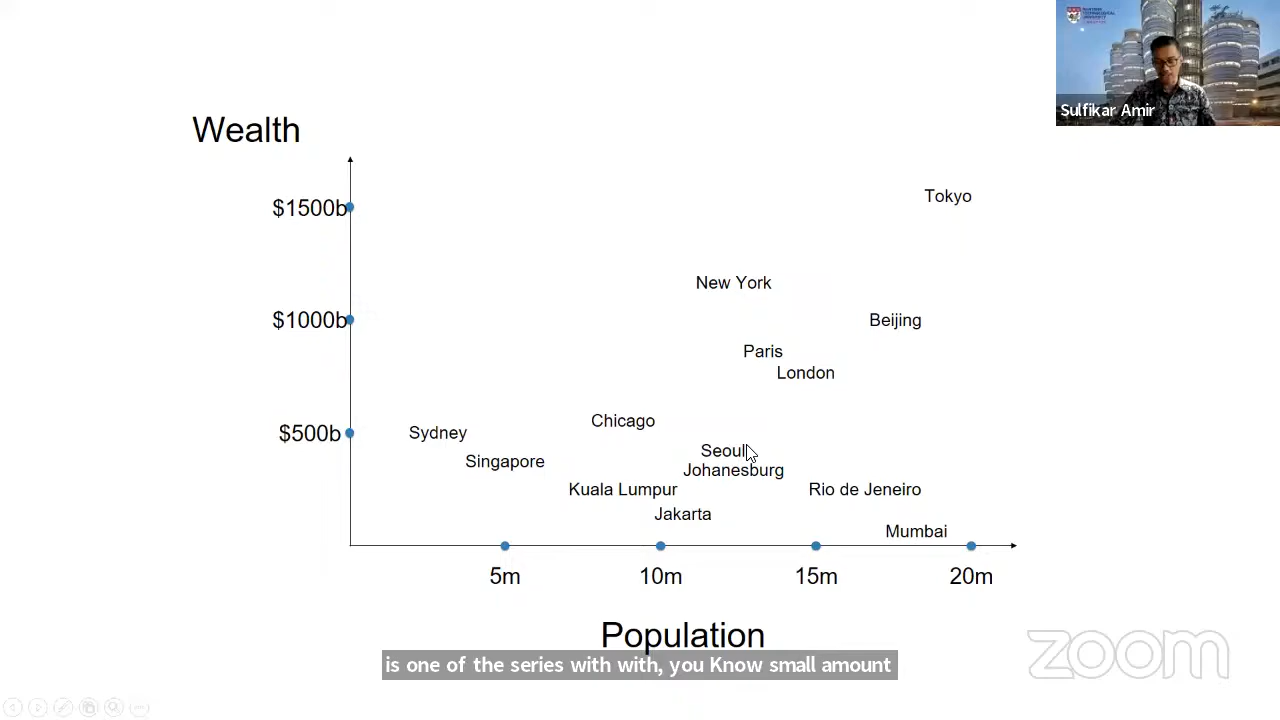 Sulfikar Amir
Wealth
$1500b
Tokyo
New York
$1000b
Beijing
Paris
London
Chicago
$500b
Sydney
Seoul
Singapore
Johanesburg
Kuala Lumpur
Rio de Jeneiro
Jakarta
Mumbai
5m
10m
15m
20m
Population
is one of the series with with, you Know small amount
zoom